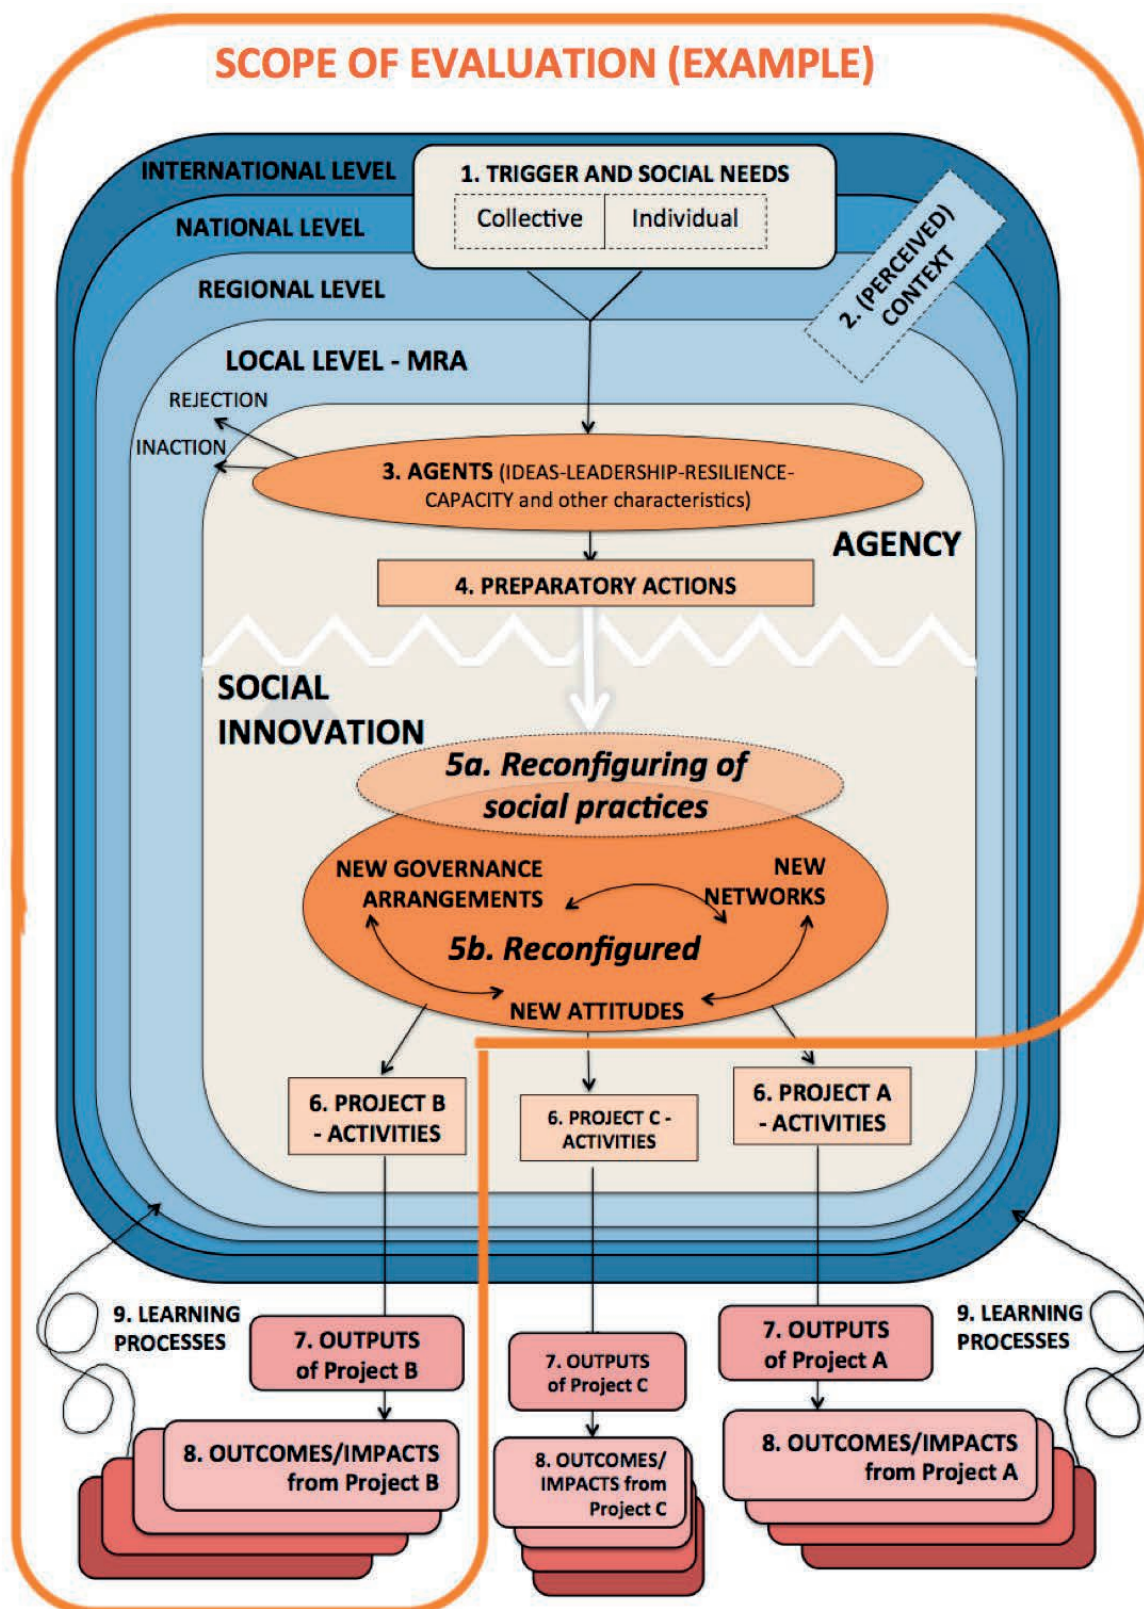 SCOPE OF EVALUATION (EXAMPLE)
INTERNATIONAL LEVEL
1. TRIGGER AND SOCIAL NEEDS
Collective
Individual
NATIONAL LEVEL
REGIONAL LEVEL
2. (PERCEIVED)
CONTEXT
LOCAL LEVEL - MRA
REJECTION
INACTION
3. AGENTS (IDEAS-LEADERSHIP-RESILIENCE-
CAPACITY and other characteristics)
AGENCY
4. PREPARATORY ACTIONS
SOCIAL
INNOVATION
5a. Reconfiguring of
social practices
NEW GOVERNANCE
ARRANGEMENTS
NEW
NETWORKS
5b. Reconfigured
NEW ATTITUDES
6. PROJECT B
- ACTIVITIES
6. PROJECT C -
ACTIVITIES
6. PROJECT A
- ACTIVITIES
9. LEARNING
PROCESSES
7. OUTPUTS
of Project B
7. OUTPUTS
of Project C
7. OUTPUTS
of Project A
9. LEARNING
PROCESSES
8. OUTCOMES/IMPACTS
from Project B
8. OUTCOMES/
IMPACTS from
Project C
8. OUTCOMES/IMPACTS
from Project A